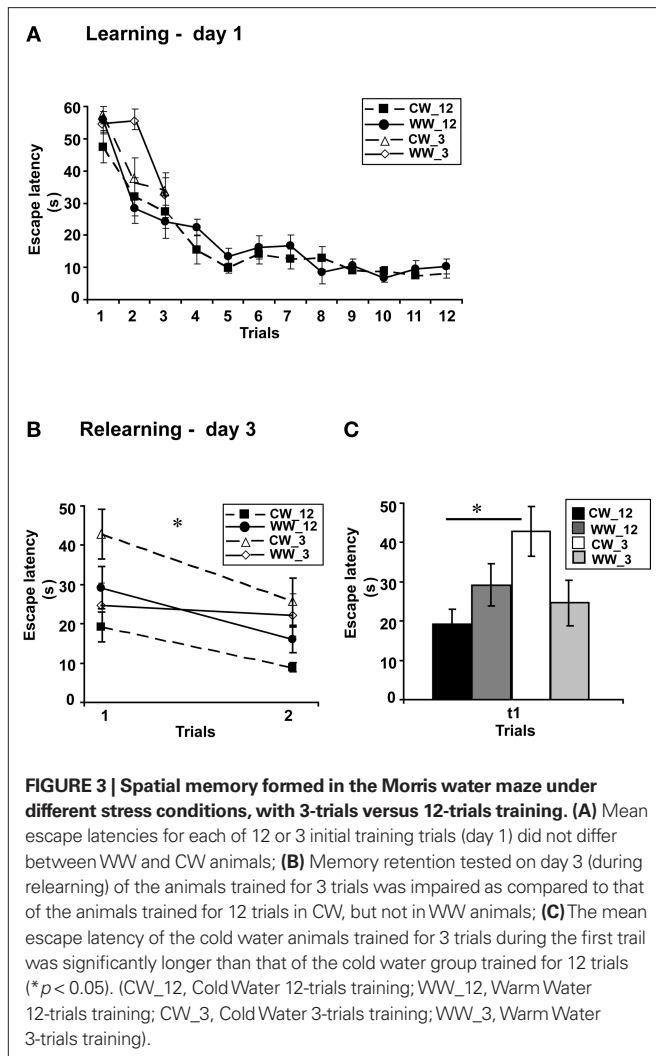 A Learning - day 1
CW_12
WW_12
CW_3
WW_3
Escape latency
(s)
60
50
40
30
20
10
0
1 2 3 4 5 6 7 8 9 10 11 12
Trials
B Relearning - day 3
*
CW_12
WW_12
CW_3
WW_3
Escape latency
(s)
50
40
30
20
10
0
1 2
Trials
C
*
CW_12
WW_12
CW_3
WW_3
Escape latency
(s)
50
40
30
20
10
0
t1
Trials
FIGURE 3 | Spatial memory formed in the Morris water maze under
different stress conditions, with 3-trials versus 12-trials training. (A) Mean
escape latencies for each of 12 or 3 initial training trials (day 1) did not differ
between WW and CW animals; (B) Memory retention tested on day 3 (during
relearning) of the animals trained for 3 trials was impaired as compared to that
of the animals trained for 12 trials in CW, but not in WW animals; (C) The mean
escape latency of the cold water animals trained for 3 trials during the first trail
was significantly longer than that of the cold water group trained for 12 trials
(*p < 0.05). (CW_12, Cold Water 12-trials training; WW_12, Warm Water
12-trials training; CW_3, Cold Water 3-trials training; WW_3, Warm Water
3-trials training).